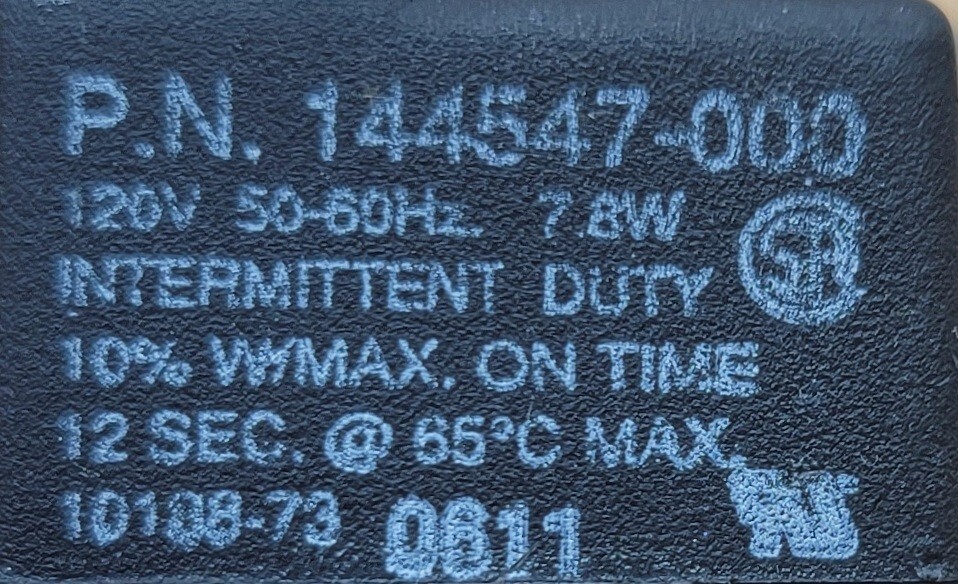 P.N. 144547-000
120V 50-60Hz. 7.8W
INTERMITTENT DUTY
10% W/MAX. ON TIME
12 SEC. @ 65°C MAX.
10108-73 0611